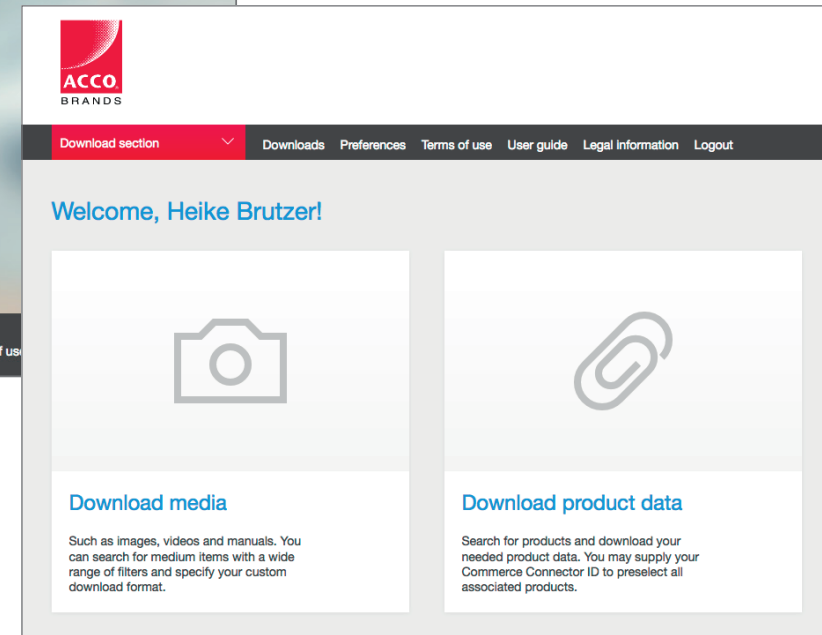 ACCO
BRANDS
Download section
Downloads Preferences Terms of use User guide Legal information Logout
Welcome, Heike Brutzer!
f us
Download media
Such as images, videos and manuals. You
can search for medium items with a wide
range of filters and specify your custom
download format.
Download product data
Search for products and download your
needed product data. You may supply your
Commerce Connector ID to preselect all
associated products.